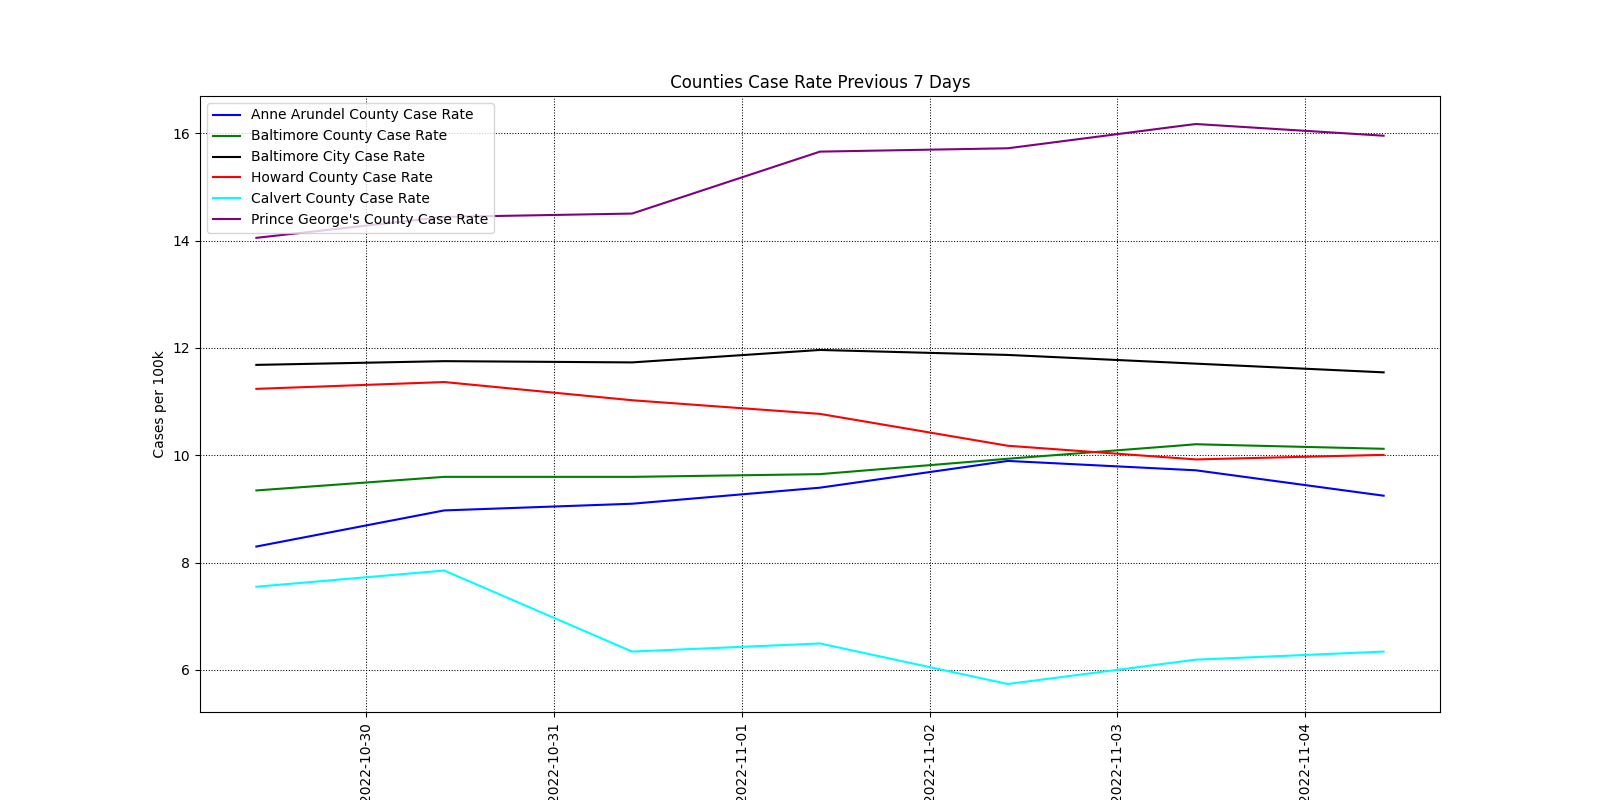 Counties Case Rate Previous 7 Days
Anne Arundel County Case Rate
Baltimore County Case Rate
Baltimore City Case Rate
Howard County Case Rate
Calvert County Case Rate
Prince George's County Case Rate
Cases per 100k
16
14
12
10
8
6
2022-10-30
2022-10-31
2022-11-01
2022-11-02
2022-11-03
2022-11-04